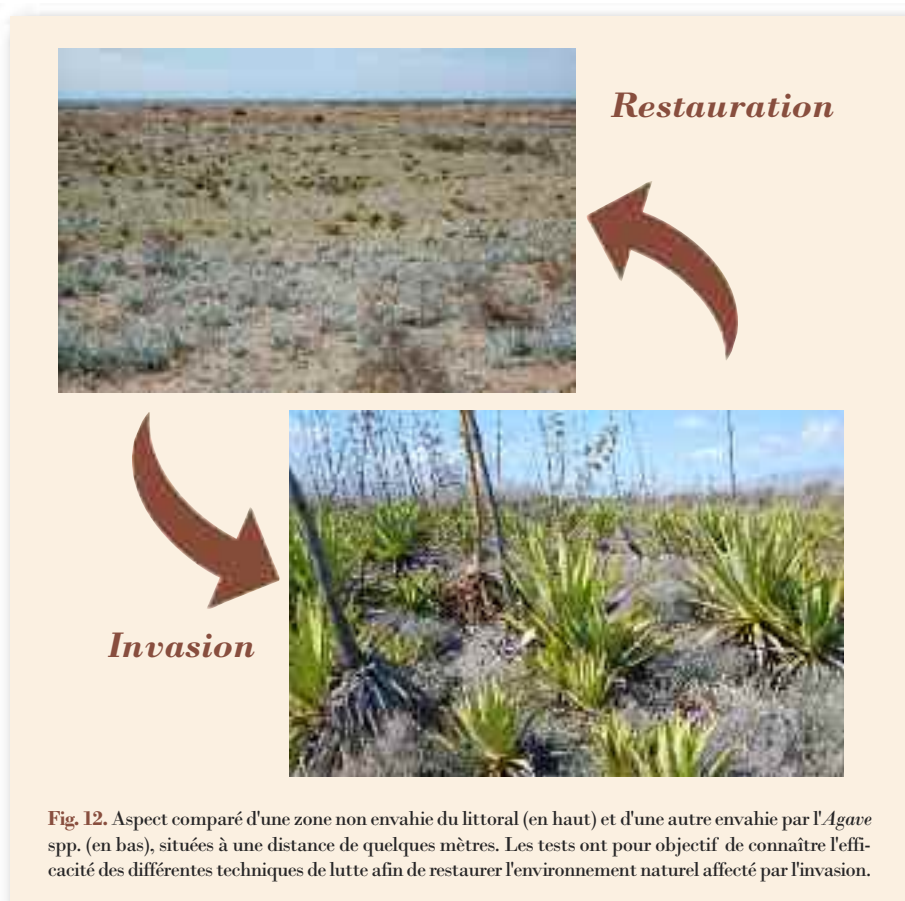 Restauration
Invasion
Fig. 12. Aspect comparé d'une zone non envahie du littoral (en haut) et d'une autre envahie par l'Agave
spp. (en bas), situées à une distance de quelques mètres. Les tests ont pour objectif de connaître l'effi-
cacité des différentes techniques de lutte afin de restaurer l'environnement naturel affecté par l'invasion.